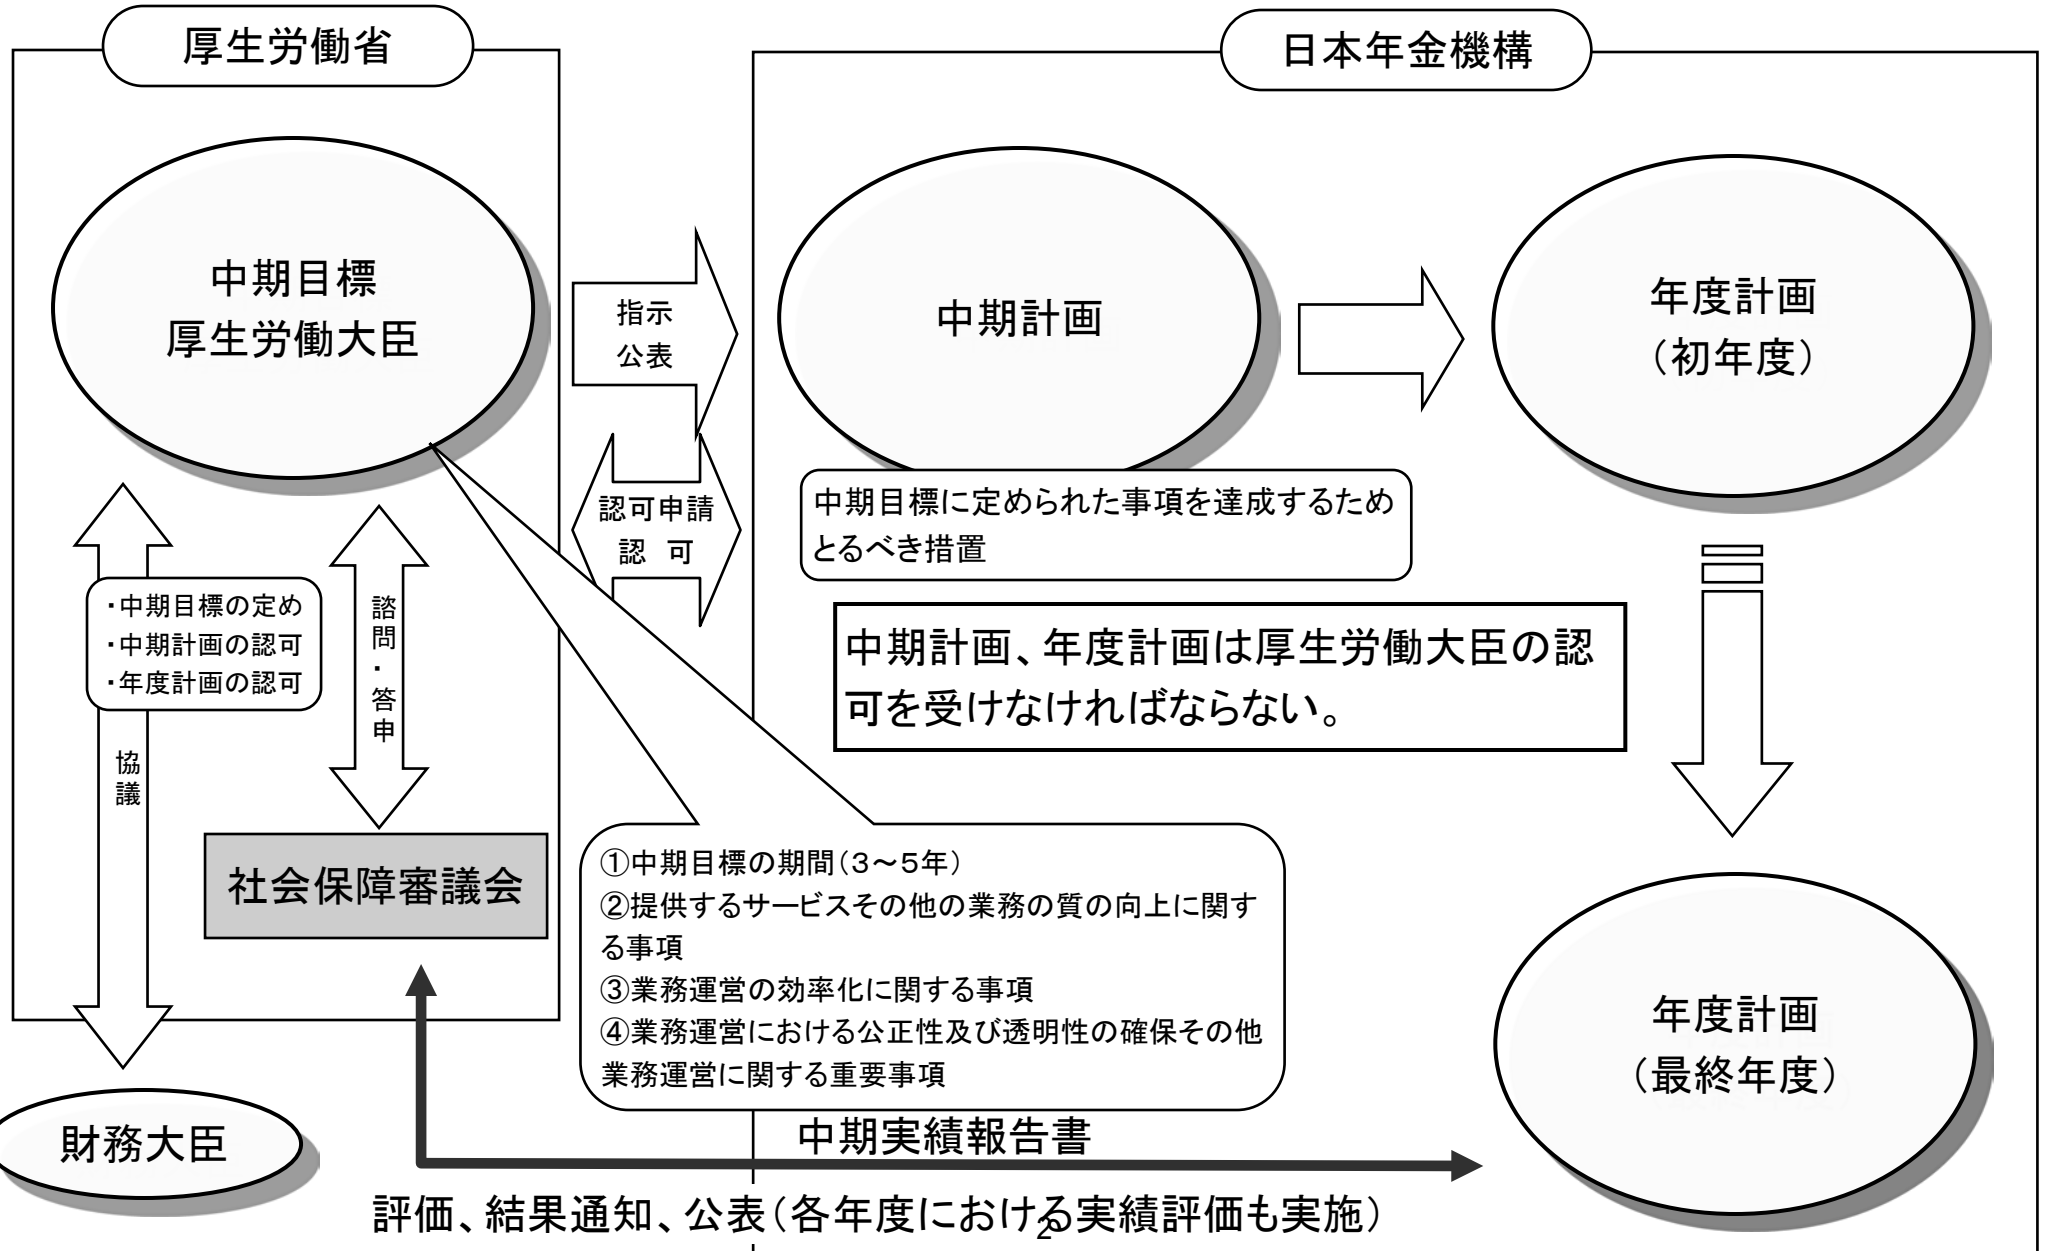 厚生労働省
日本年金機構
中期目標
厚生労働大臣
指示
公表
中期計画
年度計画
（初年度）
認可申請
認　可
中期目標に定められた事項を達成するため
とるべき措置
・中期目標の定め
・中期計画の認可
・年度計画の認可
諮問・答申
協議
中期計画、年度計画は厚生労働大臣の認
可を受けなければならない。
社会保障審議会
①中期目標の期間（３～５年）
②提供するサービスその他の業務の質の向上に関す
る事項
③業務運営の効率化に関する事項
④業務運営における公正性及び透明性の確保その他
業務運営に関する重要事項
年度計画
（最終年度）
財務大臣
中期実績報告書
評価、結果通知、公表（各年度における実績評価も実施）
2